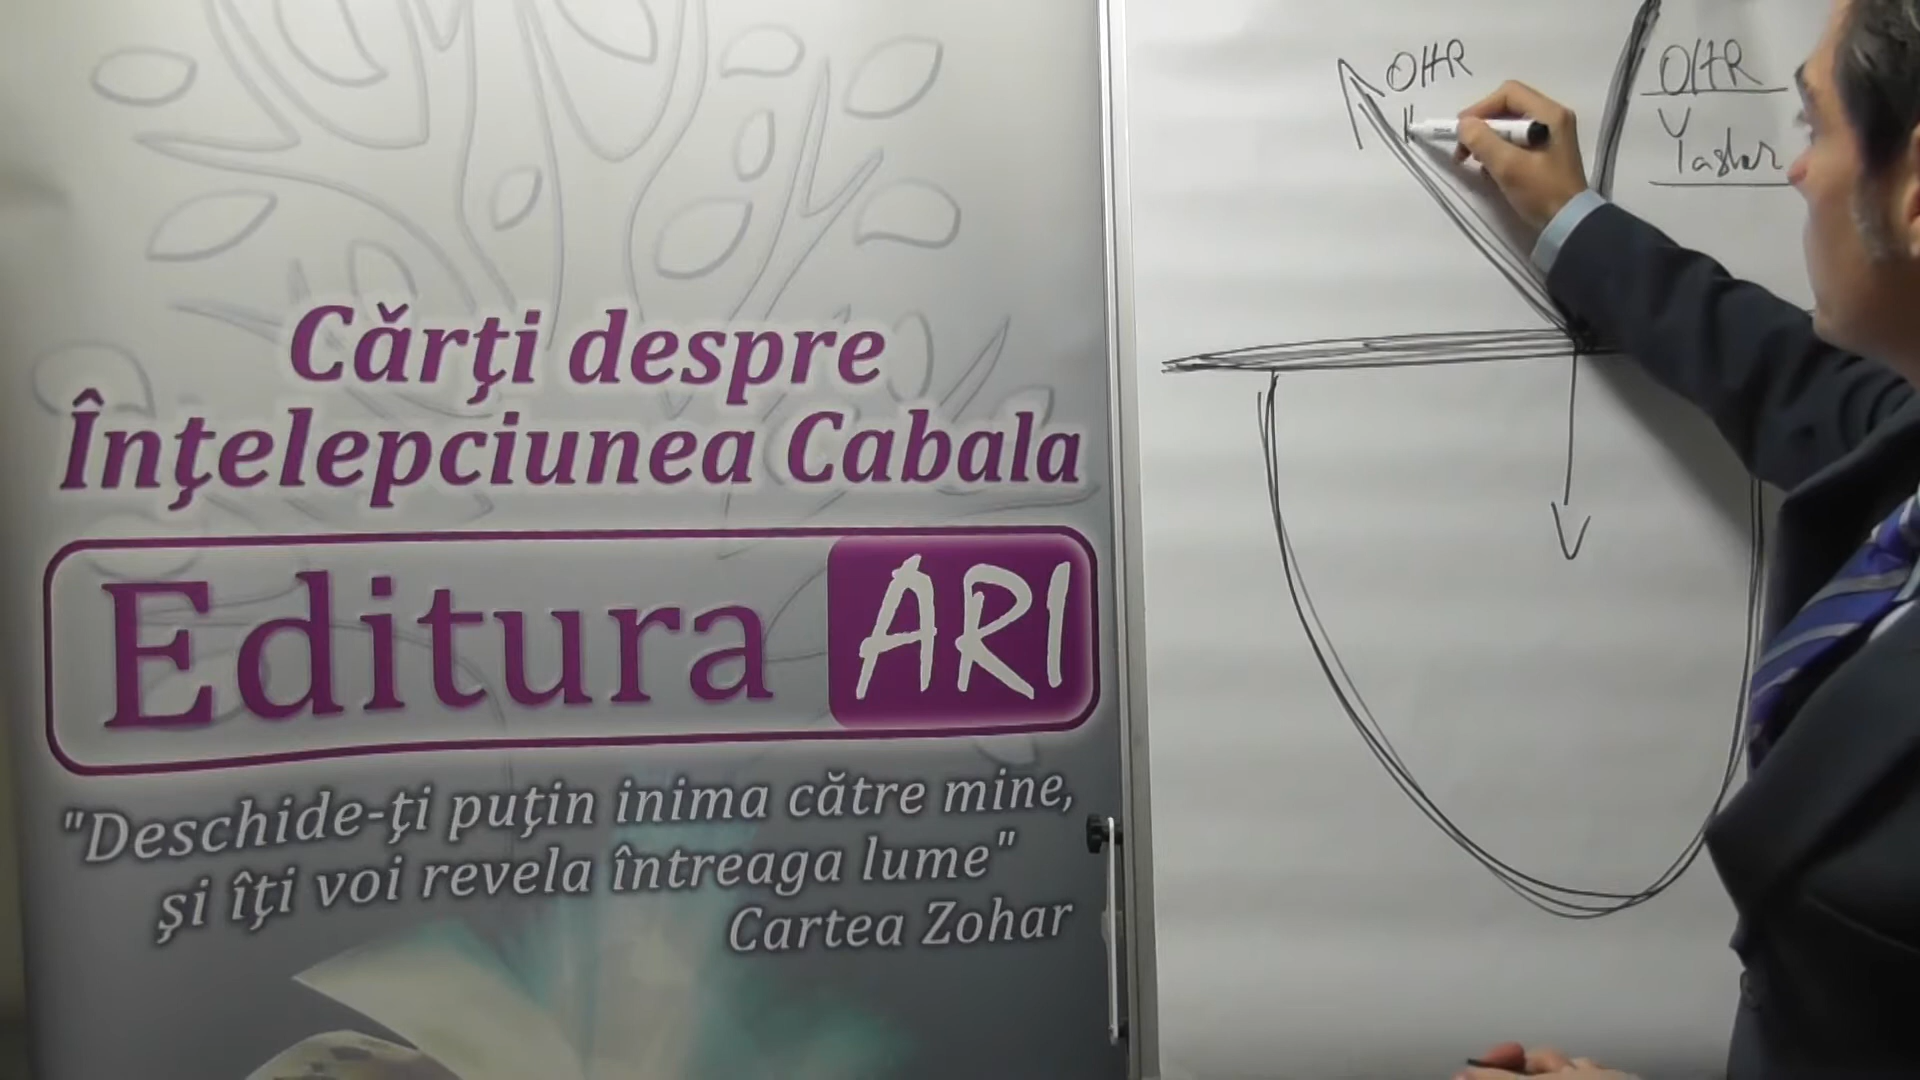 Cărţi despre
Înţelepciunea Cabala
Editura ARI
"Deschide-ţi puţin inima către mine,
şi îţi voi revela întreaga lume"
Cartea Zohar
OHR
OHR
Yashar